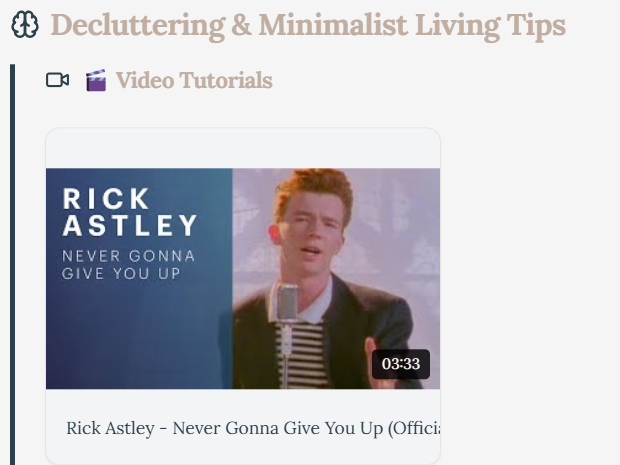 Decluttering & Minimalist Living Tips
Video Tutorials
RICK
ASTLEY
NEVER GONNA
GIVE YOU UP
03:33
Rick Astley - Never Gonna Give You Up (Offici